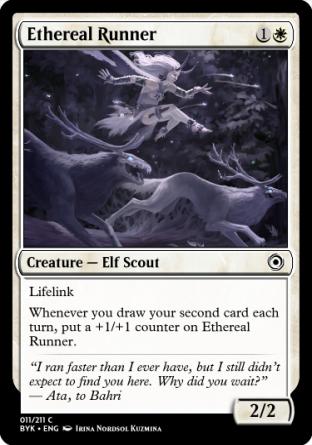 Ethereal Runner 1
Creature — Elf Scout
Lifelink
Whenever you draw your second card each
turn, put a +1/+1 counter on Ethereal
Runner.
“I ran faster than I ever have, but I still didn’t
expect to find you here. Why did you wait?”
— Ata, to Bahri
2/2
011/211 C
BYK • ENG Irina Nordsol Kuzmina